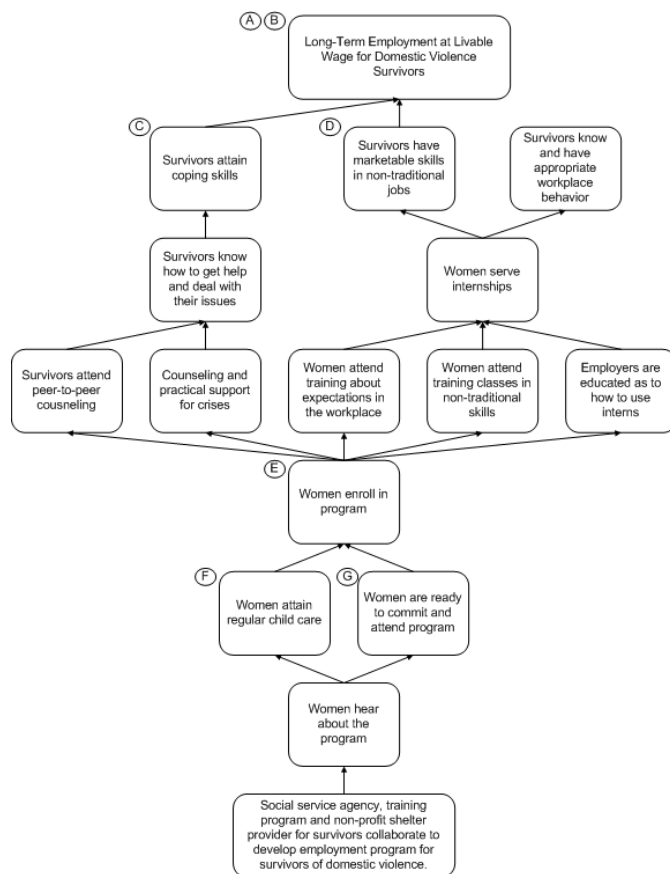 A B
Long-Term Employment at Livable
Wage for Domestic Violence
Survivors
C
Survivors attain
coping skills
D
Survivors have
marketable skills
in non-traditional
jobs
Survivors know
and have
appropriate
workplace
behavior
Survivors know
how to get help
and deal with
their issues
Women serve
internships
Survivors attend
peer-to-peer
cousneling
Counseling and
practical support
for crises
Women attend
training about
expectations in
the workplace
Women attend
training classes in
non-traditional
skills
Employers are
educated as to
how to use
interns
E
Women enroll in
program
F
Women attain
regular child care
G
Women are ready
to commit and
attend program
Women hear
about the
program
Social service agency, training
program and non-profit shelter
provider for survivors collaborate to
develop employment program for
survivors of domestic violence.